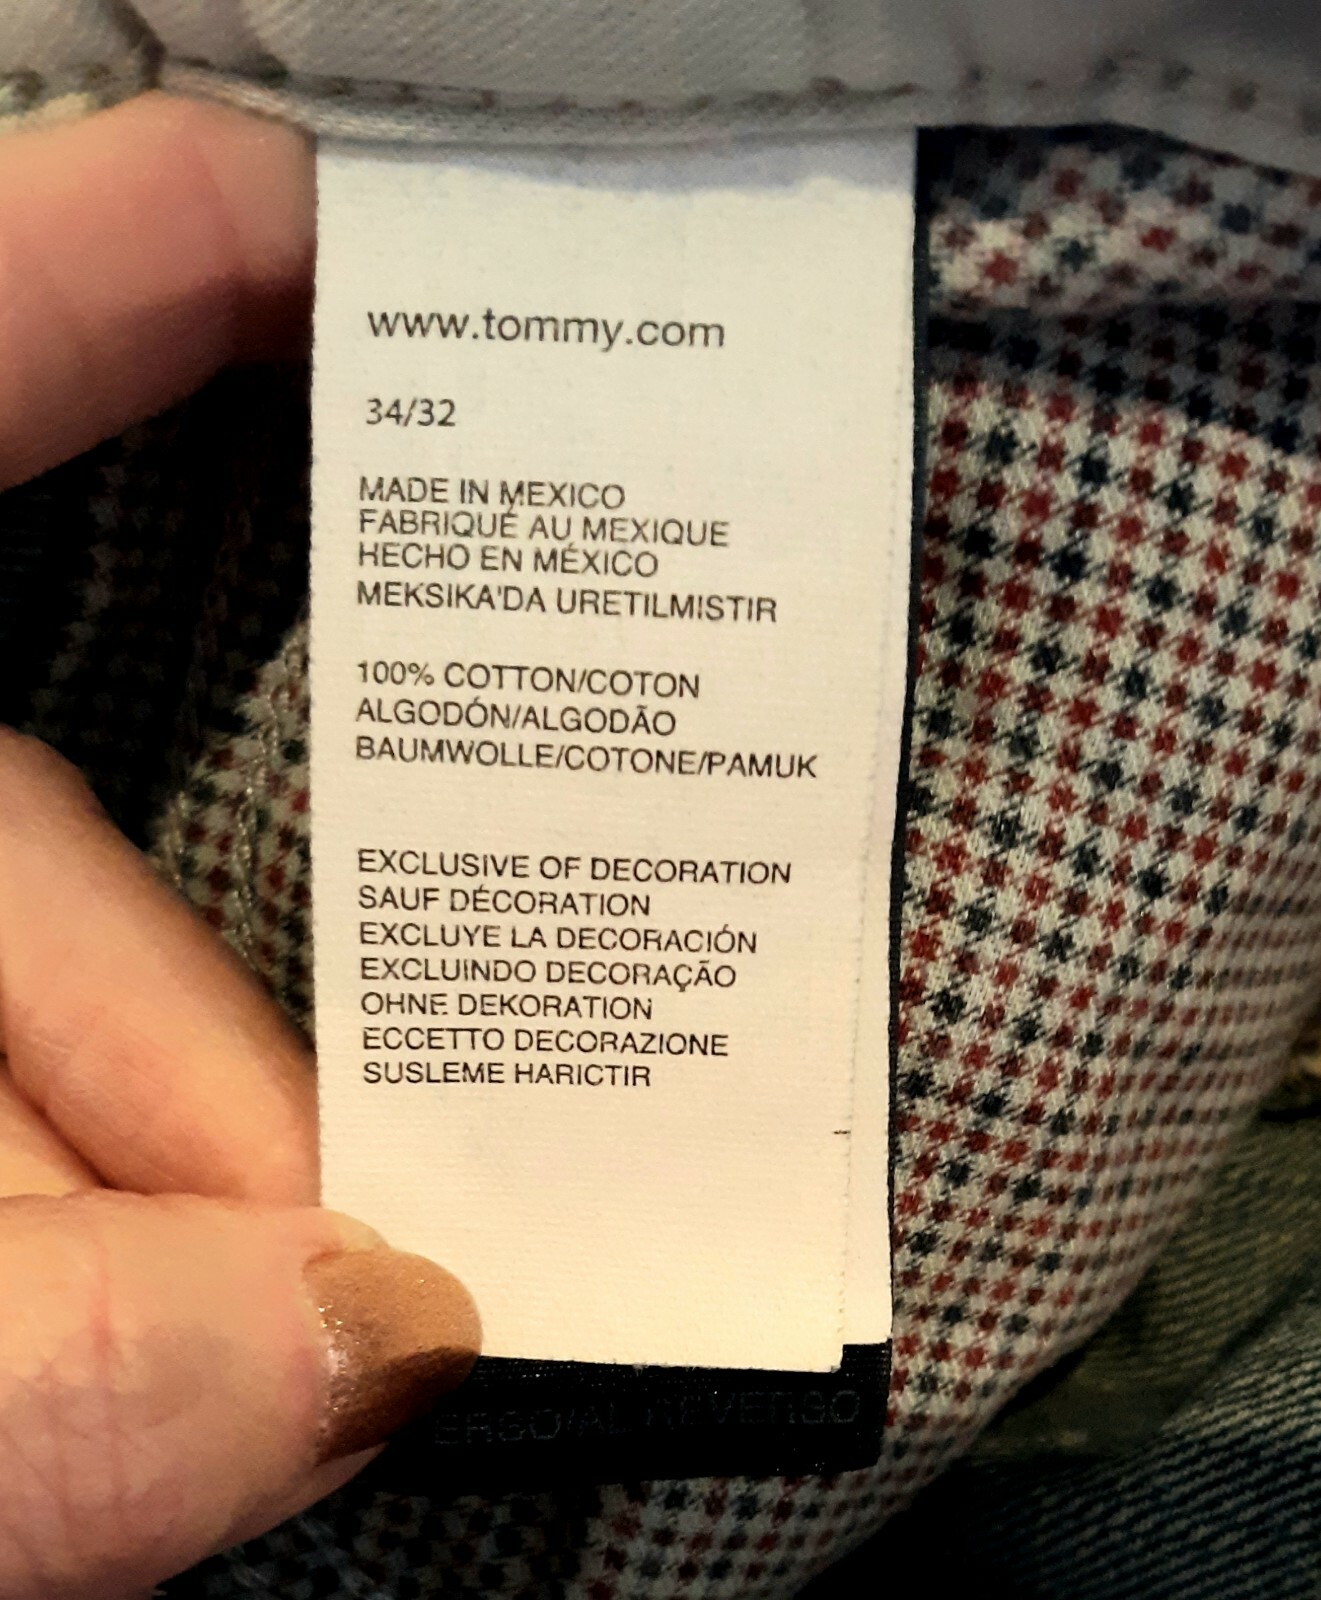 www.tommy.com
34/32
MADE IN MEXICO
FABRIQUÉ AU MEXIQUE
HECHO EN MÉXICO
MEKSIKA'DA URETILMISTIR
100% COTTON/COTON
ALGODÓN/ALGODÃO
BAUMWOLLE/COTONE/PAMUK
EXCLUSIVE OF DECORATION
SAUF DÉCORATION
EXCLUYE LA DECORACIÓN
EXCLUINDO DECORAÇÃO
OHNE DEKORATION
ECCETTO DECORAZIONE
SUSLEME HARICTIR
AL REVERSO